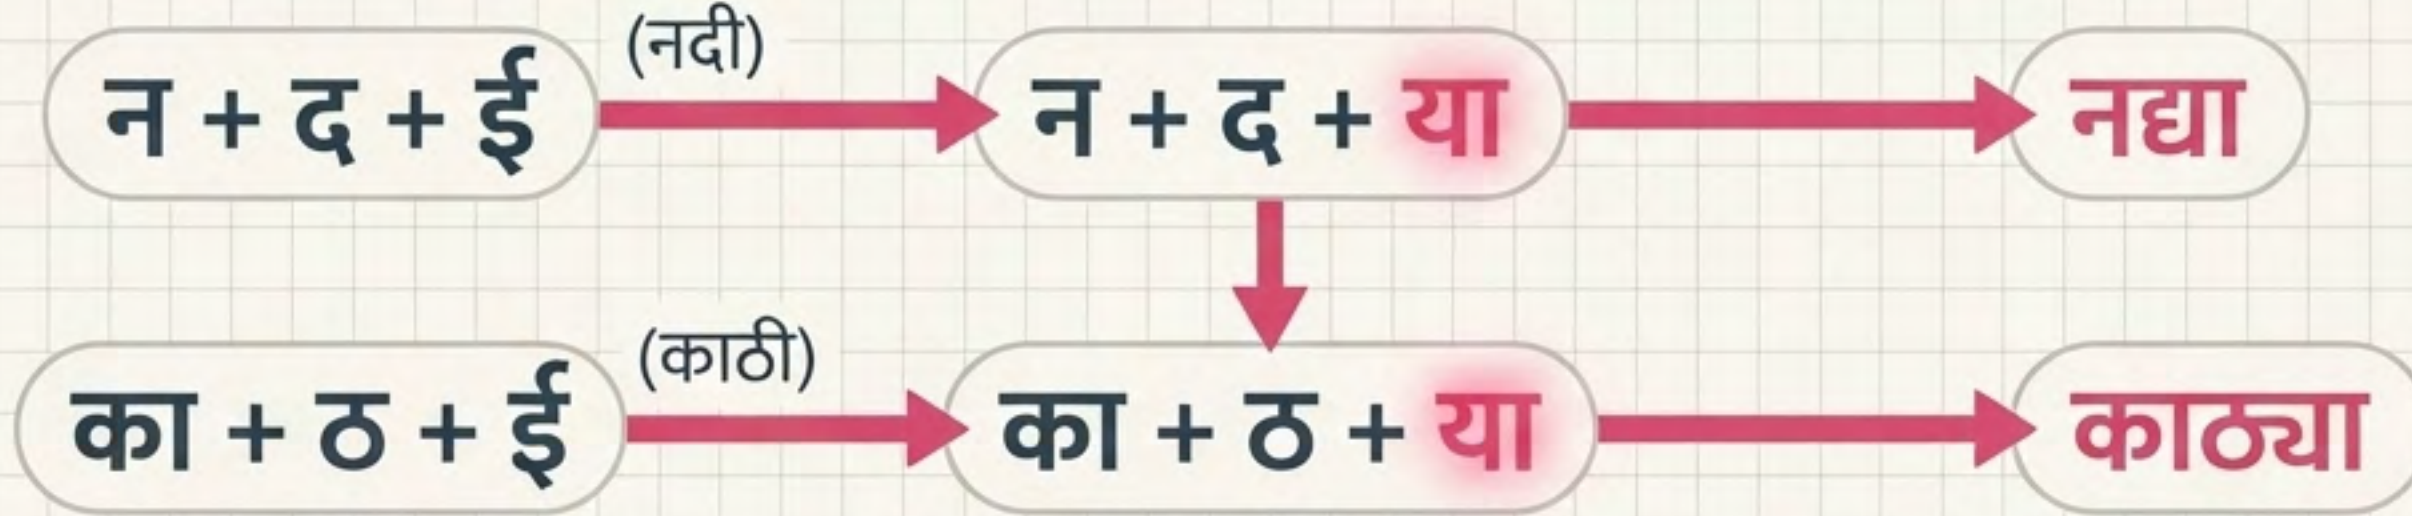 न + द + ई (नदी) न + द + या नद्या
का + ठ + ई (काठी) का + ठ + या काठ्या